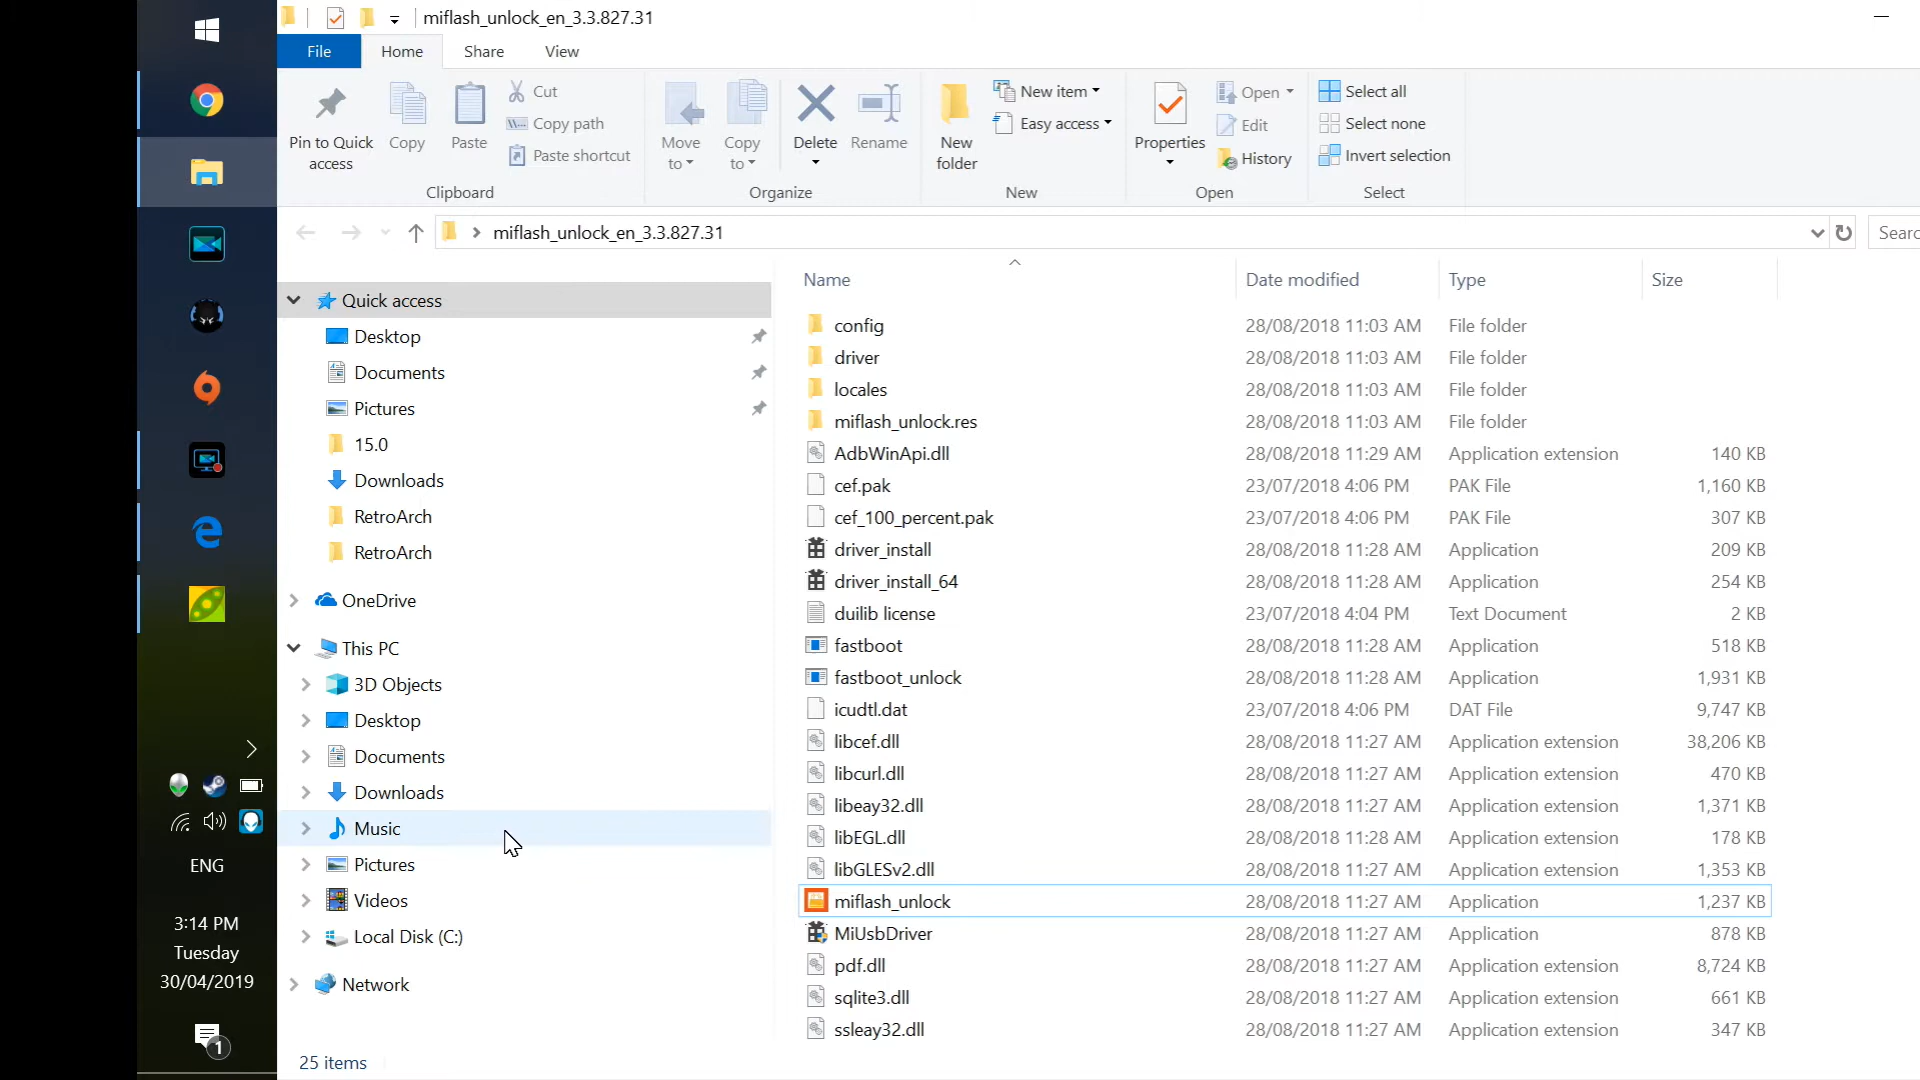 miflash_unlock_en_3.3.827.31
File Home Share View
Pin to Quick access
Copy
Paste
Cut
Copy path
Paste shortcut
Clipboard
Move to
Copy to
Delete
Rename
Organize
New folder
New item
Easy access
New
Properties
Open
Edit
History
Open
Select all
Select none
Invert selection
Select
miflash_unlock_en_3.3.827.31
Searc
Quick access
Desktop
Documents
Pictures
15.0
Downloads
RetroArch
RetroArch
OneDrive
This PC
3D Objects
Desktop
Documents
Downloads
Music
Pictures
Videos
Local Disk (C:)
Network
Name Date modified Type Size
config 28/08/2018 11:03 AM File folder
driver 28/08/2018 11:03 AM File folder
locales 28/08/2018 11:03 AM File folder
miflash_unlock.res 28/08/2018 11:03 AM File folder
AdbWinApi.dll 28/08/2018 11:29 AM Application extension 140 KB
cef.pak 23/07/2018 4:06 PM PAK File 1,160 KB
cef_100_percent.pak 23/07/2018 4:06 PM PAK File 307 KB
driver_install 28/08/2018 11:28 AM Application 209 KB
driver_install_64 28/08/2018 11:28 AM Application 254 KB
duilib license 23/07/2018 4:04 PM Text Document 2 KB
fastboot 28/08/2018 11:28 AM Application 518 KB
fastboot_unlock 28/08/2018 11:28 AM Application 1,931 KB
icudtl.dat 23/07/2018 4:06 PM DAT File 9,747 KB
libcef.dll 28/08/2018 11:27 AM Application extension 38,206 KB
libcurl.dll 28/08/2018 11:27 AM Application extension 470 KB
libeay32.dll 28/08/2018 11:27 AM Application extension 1,371 KB
libEGL.dll 28/08/2018 11:28 AM Application extension 178 KB
libGLESv2.dll 28/08/2018 11:27 AM Application extension 1,353 KB
miflash_unlock 28/08/2018 11:27 AM Application 1,237 KB
MiUsbDriver 28/08/2018 11:27 AM Application 878 KB
pdf.dll 28/08/2018 11:27 AM Application extension 8,724 KB
sqlite3.dll 28/08/2018 11:27 AM Application extension 661 KB
ssleay32.dll 28/08/2018 11:27 AM Application extension 347 KB
25 items
ENG
3:14 PM
Tuesday
30/04/2019
1